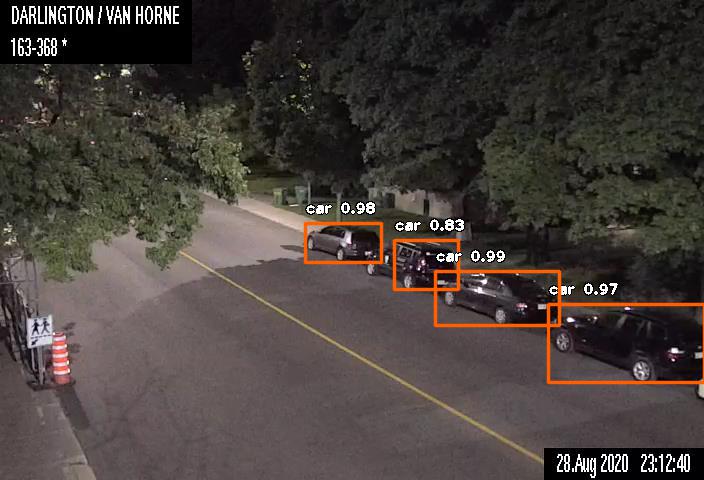 DARLINGTON / VAN HORNE
163-368 *
car 0.98
car 0.83
car 0.99
car 0.97
28.Aug 2020 23:12:40